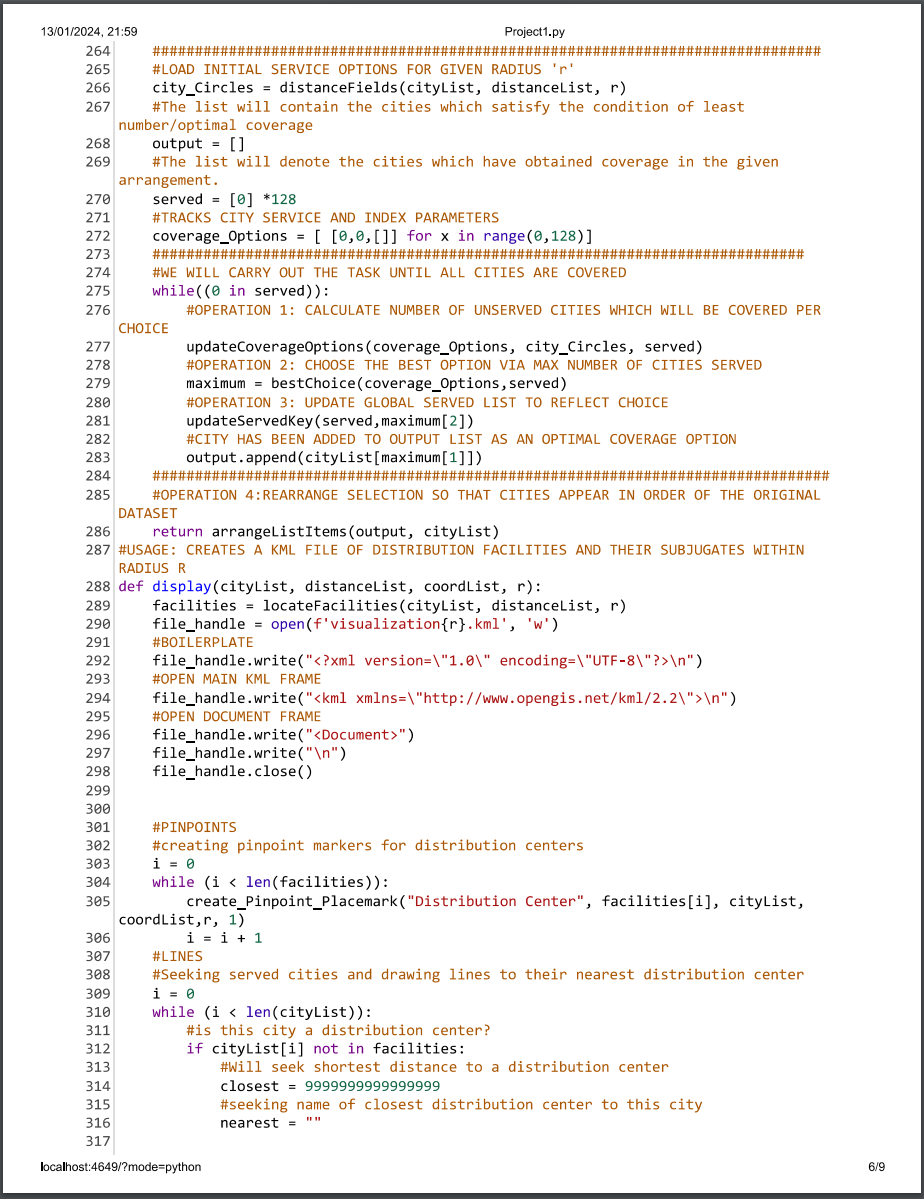 13/01/2024, 21:59 Project1.py
264 ###############################################################################
265 #LOAD INITIAL SERVICE OPTIONS FOR GIVEN RADIUS 'r'
266 city_Circles = distanceFields(cityList, distanceList, r)
267 #The list will contain the cities which satisfy the condition of least
number/optimal coverage
268 output = []
269 #The list will denote the cities which have obtained coverage in the given
arrangement.
270 served = [0] *128
271 #TRACKS CITY SERVICE AND INDEX PARAMETERS
272 coverage_Options = [ [0,0,[]] for x in range(0,128)]
273 #############################################################################
274 #WE WILL CARRY OUT THE TASK UNTIL ALL CITIES ARE COVERED
275 while((0 in served)):
276 #OPERATION 1: CALCULATE NUMBER OF UNSERVED CITIES WHICH WILL BE COVERED PER
CHOICE
277 updateCoverageOptions(coverage_Options, city_Circles, served)
278 #OPERATION 2: CHOOSE THE BEST OPTION VIA MAX NUMBER OF CITIES SERVED
279 maximum = bestChoice(coverage_Options,served)
280 #OPERATION 3: UPDATE GLOBAL SERVED LIST TO REFLECT CHOICE
281 updateServedKey(served,maximum[2])
282 #CITY HAS BEEN ADDED TO OUTPUT LIST AS AN OPTIMAL COVERAGE OPTION
283 output.append(cityList[maximum[1]])
284 ################################################################################
285 #OPERATION 4:REARRANGE SELECTION SO THAT CITIES APPEAR IN ORDER OF THE ORIGINAL
DATASET
286 return arrangeListItems(output, cityList)
287 #USAGE: CREATES A KML FILE OF DISTRIBUTION FACILITIES AND THEIR SUBJUGATES WITHIN
RADIUS R
288 def display(cityList, distanceList, coordList, r):
289 facilities = locateFacilities(cityList, distanceList, r)
290 file_handle = open(f'visualization{r}.kml', 'w')
291 #BOILERPLATE
292 file_handle.write("<?xml version=\"1.0\" encoding=\"UTF-8\"?>\n")
293 #OPEN MAIN KML FRAME
294 file_handle.write("<kml xmlns=\"http://www.opengis.net/kml/2.2\">\n")
295 #OPEN DOCUMENT FRAME
296 file_handle.write("<Document>")
297 file_handle.write("\n")
298 file_handle.close()
299
300
301 #PINPOINTS
302 #creating pinpoint markers for distribution centers
303 i = 0
304 while (i < len(facilities)):
305 create_Pinpoint_Placemark("Distribution Center", facilities[i], cityList,
coordList,r, 1)
306 i = i + 1
307 #LINES
308 #Seeking served cities and drawing lines to their nearest distribution center
309 i = 0
310 while (i < len(cityList)):
311 #is this city a distribution center?
312 if cityList[i] not in facilities:
313 #Will seek shortest distance to a distribution center
314 closest = 9999999999999999
315 #seeking name of closest distribution center to this city
316 nearest = ""
317
localhost:4649/?mode=python 6/9